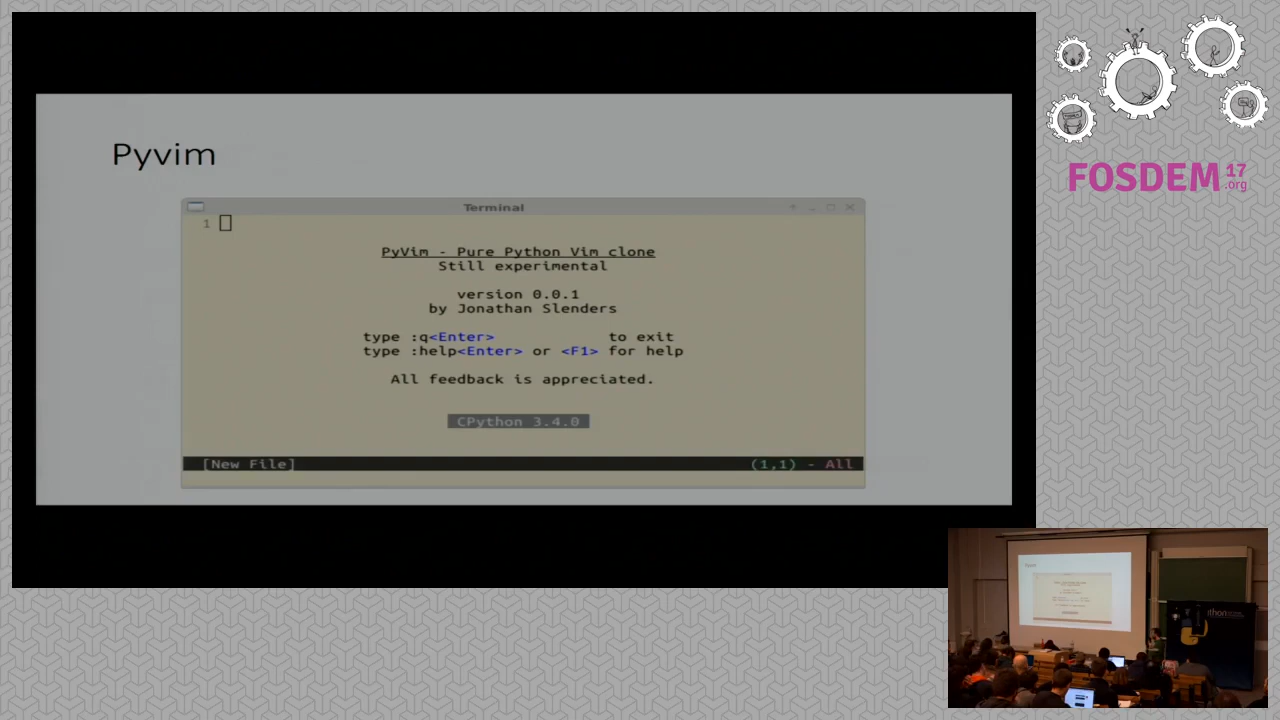 Pyvim
Terminal
1
PyVim - Pure Python Vim clone
Still experimental
version 0.0.1
by Jonathan Slenders
type :q<Enter> to exit
type :help<Enter> or <F1> for help
All feedback is appreciated.
CPython 3.4.0
[New File] (1,1) - All
FOSDEM 17
.org